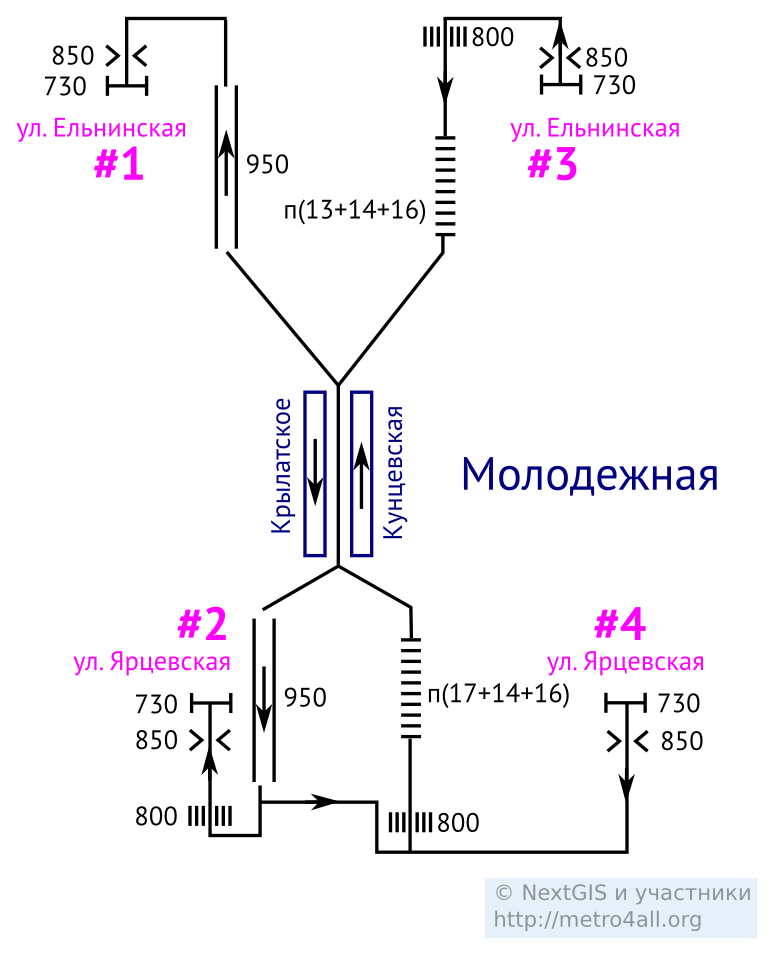 850
730
ул. Ельнинская
#1
950
800
850
730
ул. Ельнинская
#3
п(13+14+16)
Крылатское
Кунцевская
Молодежная
#2
ул. Ярцевская
730
850
800
950
п(17+14+16)
800
#4
ул. Ярцевская
730
850
© NextGIS и участники
http://metro4all.org